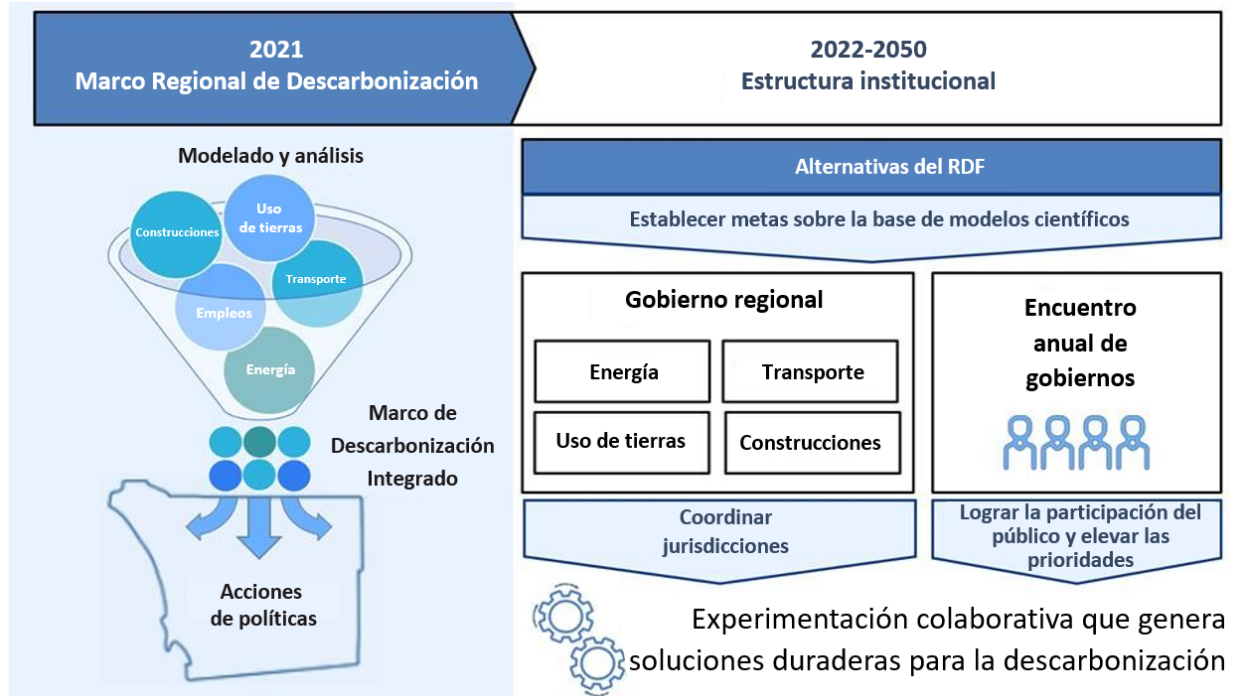 2021
Marco Regional de Descarbonización
2022-2050
Estructura institucional
Modelado y análisis
Construcciones
Uso
de tierras
Transporte
Empleos
Energía
Marco de
Descarbonización
Integrado
Acciones
de políticas
Alternativas del RDF
Establecer metas sobre la base de modelos científicos
Gobierno regional
Energía
Transporte
Uso de tierras
Construcciones
Coordinar
jurisdicciones
Encuentro
anual de
gobiernos
Lograr la participación del
público y elevar las
prioridades
Experimentación colaborativa que genera
soluciones duraderas para la descarbonización